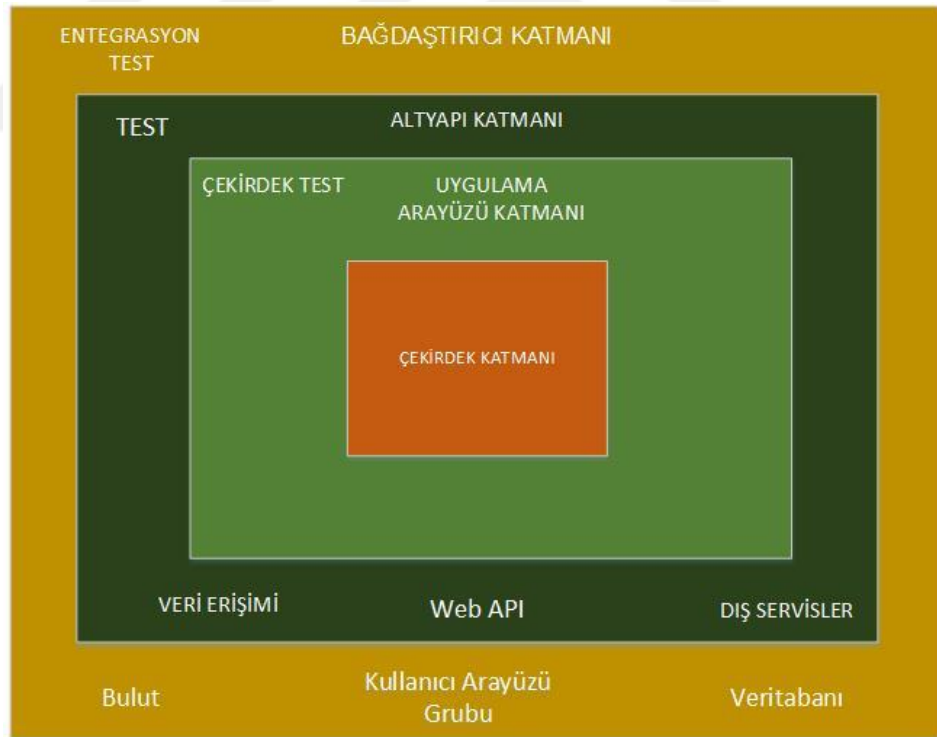 ENTEGRASYON
TEST
BAĞDAŞTIRICI KATMANI
TEST
ALTYAPI KATMANI
ÇEKİRDEK TEST
UYGULAMA
ARAYÜZÜ KATMANI
ÇEKİRDEK KATMANI
VERİ ERİŞİMİ
Web API
DIŞ SERVİSLER
Bulut
Kullanıcı Arayüzü
Grubu
Veritabanı